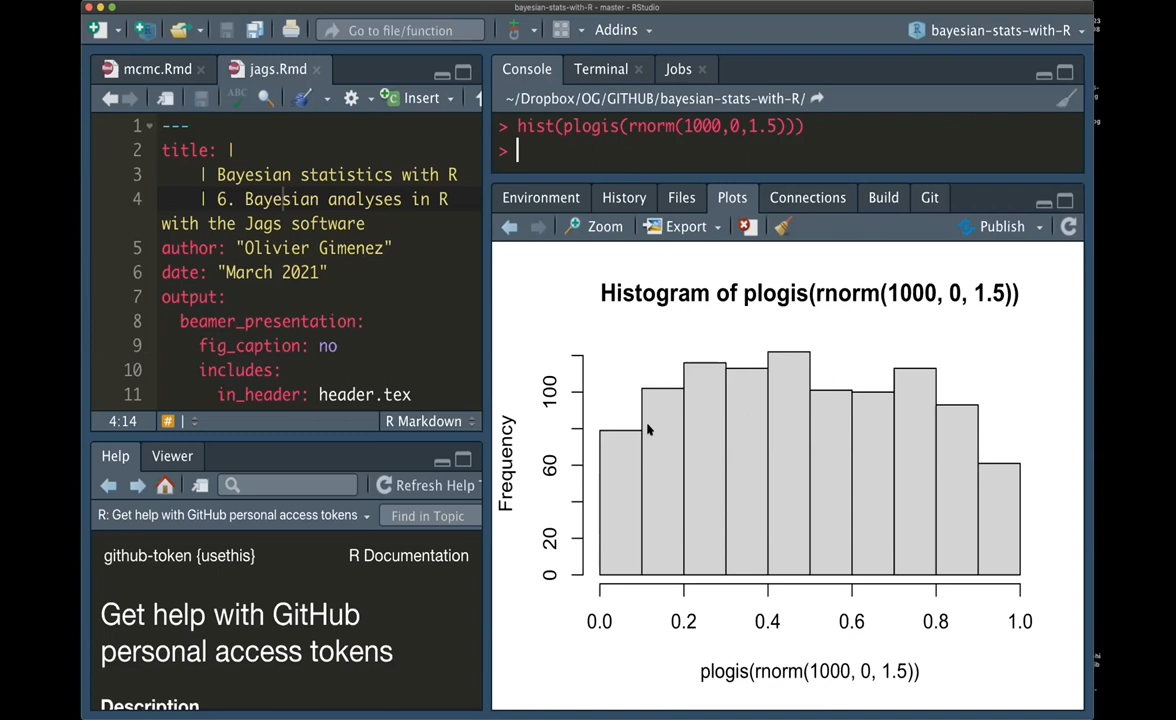 bayesian-stats-with-R - master - RStudio
Go to file/function
Addins
bayesian-stats-with-R
mcmc.Rmd
jags.Rmd
ABC
Insert
1 ---
2 title: |
3 | Bayesian statistics with R
4 | 6. Bayesian analyses in R
with the Jags software
5 author: "Olivier Gimenez"
6 date: "March 2021"
7 output:
8 beamer_presentation:
9 fig_caption: no
10 includes:
11 in_header: header.tex
4:14
R Markdown
Help
Viewer
Refresh Help T
R: Get help with GitHub personal access tokens
Find in Topic
github-token {usethis}
R Documentation
Get help with GitHub
personal access tokens
Description
Console
Terminal
Jobs
~/Dropbox/OG/GITHUB/bayesian-stats-with-R/
> hist(plogis(rnorm(1000,0,1.5)))
>
Environment
History
Files
Plots
Connections
Build
Git
Zoom
Export
Publish
Histogram of plogis(rnorm(1000, 0, 1.5))
Frequency
100
60
20
0
0.0 0.2 0.4 0.6 0.8 1.0
plogis(rnorm(1000, 0, 1.5))